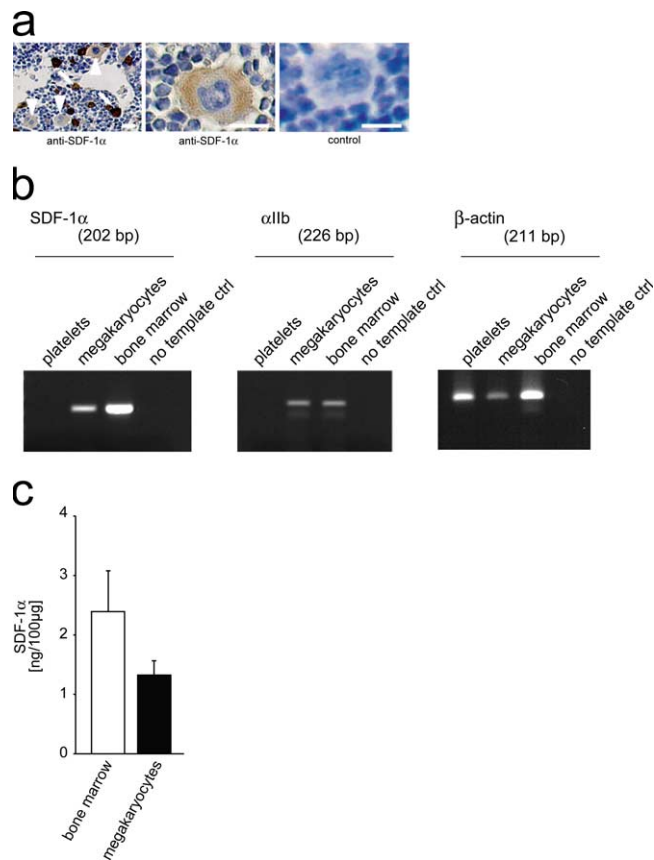 a
anti-SDF-1α anti-SDF-1α control
b
SDF-1α αIIb β-actin
(202 bp) (226 bp) (211 bp)
platelets megakaryocytes bone marrow no template ctrl platelets megakaryocytes bone marrow no template ctrl platelets megakaryocytes bone marrow no template ctrl
c
SDF-1α
[ng/100µg]
4
3
2
1
0
bone marrow megakaryocytes